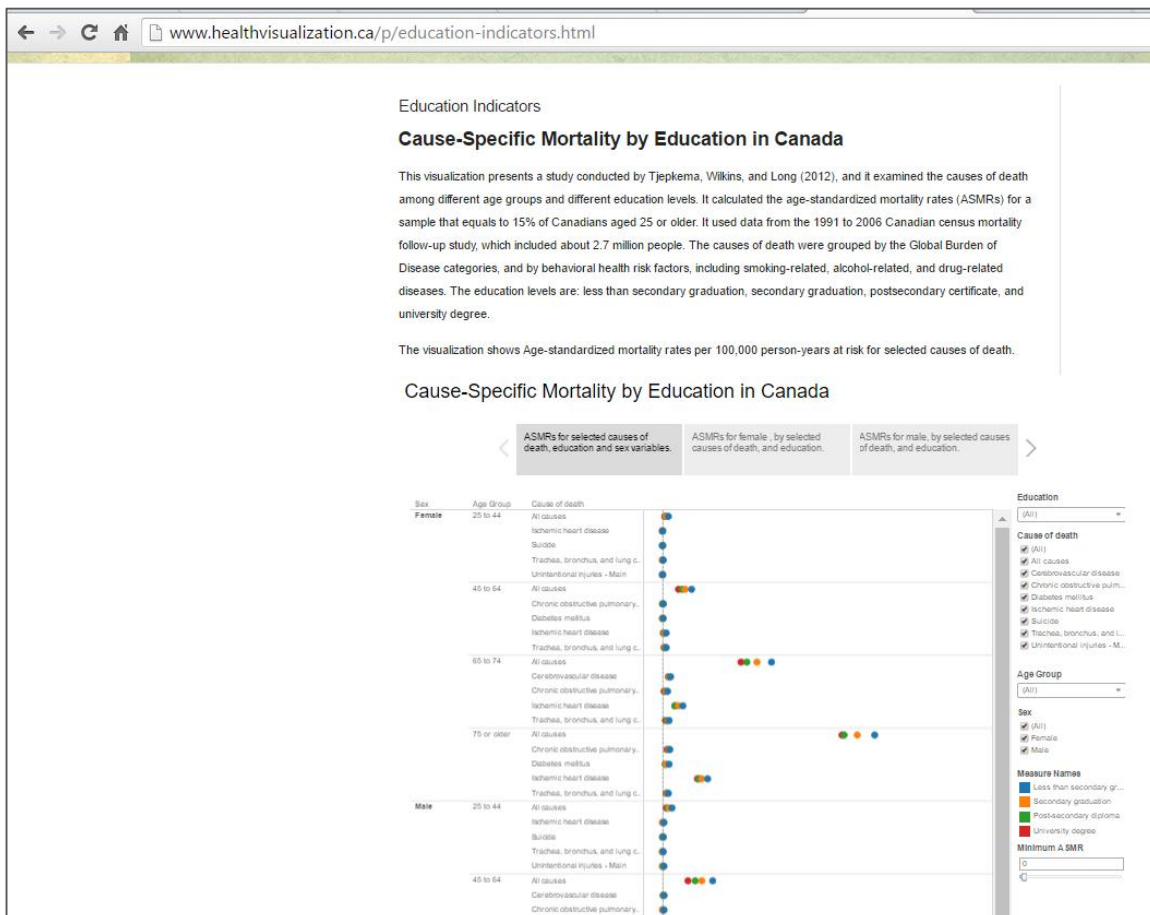 www.healthvisualization.ca/p/education-indicators.html
Education Indicators
Cause-Specific Mortality by Education in Canada
This visualization presents a study conducted by Tjepkema, Wilkins, and Long (2012), and it examined the causes of death
among different age groups and different education levels. It calculated the age-standardized mortality rates (ASMRs) for a
sample that equals to 15% of Canadians aged 25 or older. It used data from the 1991 to 2006 Canadian census mortality
follow-up study, which included about 2.7 million people. The causes of death were grouped by the Global Burden of
Disease categories, and by behavioral health risk factors, including smoking-related, alcohol-related, and drug-related
diseases. The education levels are: less than secondary graduation, secondary graduation, postsecondary certificate, and
university degree.
The visualization shows Age-standardized mortality rates per 100,000 person-years at risk for selected causes of death.
Cause-Specific Mortality by Education in Canada
ASMRs for selected causes of death, education and sex variables.
ASMRs for female , by selected causes of death, and education.
ASMRs for male, by selected causes of death, and education.
Sex Age Group Cause of death
Female 25 to 44 All causes
Ischemic heart disease
Suicide
Trachea, bronchus, and lung c..
Unintentional injuries - Main
45 to 64 All causes
Chronic obstructive pulmonary..
Diabetes mellitus
Ischemic heart disease
Trachea, bronchus, and lung c..
65 to 74 All causes
Cerebrovascular disease
Chronic obstructive pulmonary..
Ischemic heart disease
Trachea, bronchus, and lung c..
75 or older All causes
Chronic obstructive pulmonary..
Diabetes mellitus
Ischemic heart disease
Trachea, bronchus, and lung c..
Male 25 to 44 All causes
Ischemic heart disease
Suicide
Trachea, bronchus, and lung c..
Unintentional injuries - Main
45 to 64 All causes
Cerebrovascular disease
Chronic obstructive pulmonary..
Education
(All)
Cause of death
(All)
All causes
Cerebrovascular disease
Chronic obstructive pulm...
Diabetes mellitus
Ischemic heart disease
Suicide
Trachea, bronchus, and l...
Unintentional injuries - M...
Age Group
(All)
Sex
(All)
Female
Male
Measure Names
Less than secondary gr...
Secondary graduation
Post-secondary diploma
University degree
Minimum ASMR
0